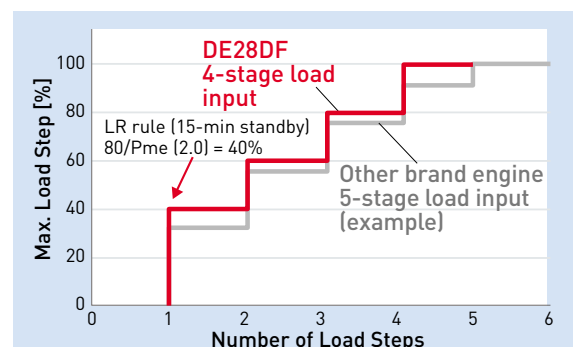 DE28DF
4-stage load
input
LR rule (15-min standby)
80/Pme (2.0) = 40%
Other brand engine
5-stage load input
(example)
Max. Load Step [%]
100
80
60
40
20
0
0 1 2 3 4 5 6
Number of Load Steps